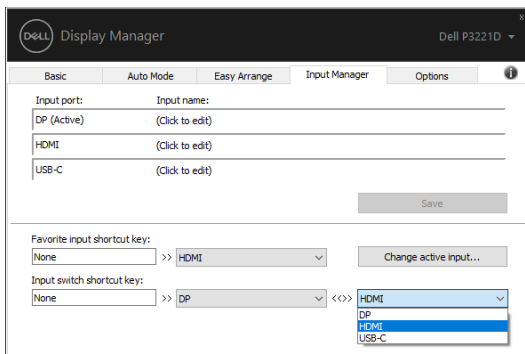 x
DELL Display Manager Dell P3221D
Basic Auto Mode Easy Arrange Input Manager Options i
Input port: Input name:
DP (Active) (Click to edit)
HDMI (Click to edit)
USB-C (Click to edit)
Save
Favorite input shortcut key:
None >> HDMI Change active input...
Input switch shortcut key:
None >> DP <<>> HDMI
DP
HDMI
USB-C